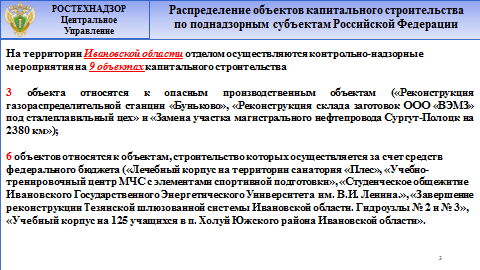 РОСТЕХНАДЗОР
Центральное
Управление
Распределение объектов капитального строительства
по поднадзорным субъектам Российской Федерации
На территории Ивановской области отделом осуществляются контрольно-надзорные
мероприятия на 9 объектах капитального строительства
3 объекта относятся к опасным производственным объектам («Реконструкция
газораспределительной станции «Буньково», «Реконструкция склада заготовок ООО «ВЭМЗ»
под сталеплавильный цех» и «Замена участка магистрального нефтепровода Сургут-Полоцк на
2380 км»);
6 объектов относятся к объектам, строительство которых осуществляется за счет средств
федерального бюджета («Лечебный корпус на территории санатория «Плес», «Учебно-
тренировочный центр МЧС с элементами спортивной подготовки», «Студенческое общежитие
Ивановского Государственного Энергетического Университета им. В.И. Ленина.», «Завершение
реконструкции Тезянской шлюзованной системы Ивановской области. Гидроузлы № 2 и № 3»,
«Учебный корпус на 125 учащихся в п. Холуй Южского района Ивановской области».
3